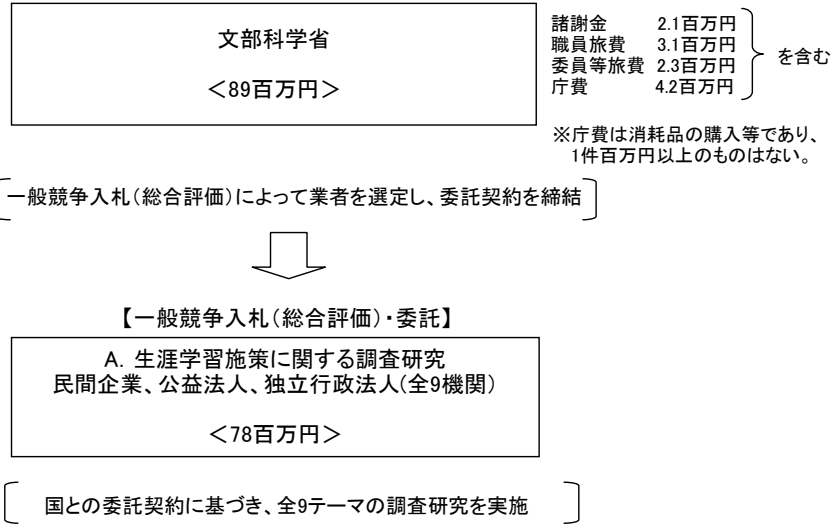 文部科学省
＜89百万円＞
諸謝金 2.1百万円
職員旅費 3.1百万円
委員等旅費 2.3百万円
庁費 4.2百万円
を含む
※庁費は消耗品の購入等であり、
1件百万円以上のものはない。
一般競争入札（総合評価）によって業者を選定し、委託契約を締結
【一般競争入札（総合評価）・委託】
A. 生涯学習施策に関する調査研究
民間企業、公益法人、独立行政法人(全9機関)
＜78百万円＞
国との委託契約に基づき、全9テーマの調査研究を実施